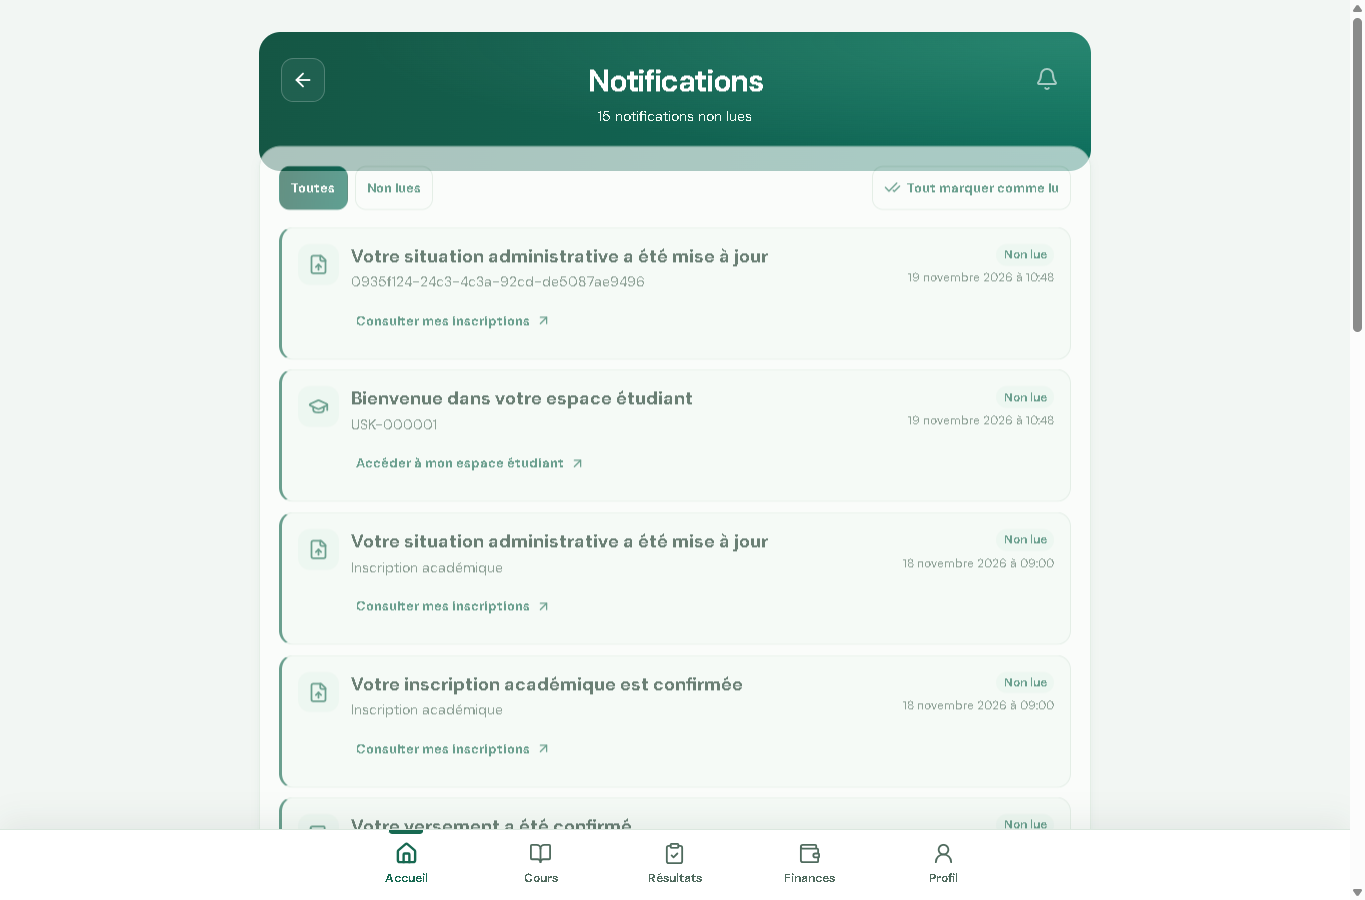 Notifications
15 notifications non lues
Toutes
Non lues
Tout marquer comme lu
Votre situation administrative a été mise à jour
Non lue
0935f124-24c3-4c3a-92cd-de5087ae9496
19 novembre 2026 à 10:48
Consulter mes inscriptions
Bienvenue dans votre espace étudiant
Non lue
USK-000001
19 novembre 2026 à 10:48
Accéder à mon espace étudiant
Votre situation administrative a été mise à jour
Non lue
Inscription académique
18 novembre 2026 à 09:00
Consulter mes inscriptions
Votre inscription académique est confirmée
Non lue
Inscription académique
18 novembre 2026 à 09:00
Consulter mes inscriptions
Votre versement a été confirmé
Non lue
Accueil
Cours
Résultats
Finances
Profil